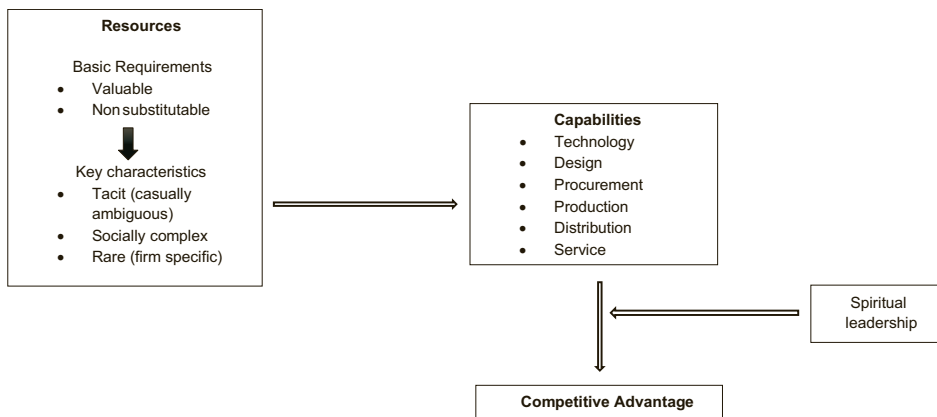 Resources
Basic Requirements
• Valuable
• Non substitutable
Key characteristics
• Tacit (casually
ambiguous)
• Socially complex
• Rare (firm specific)
Capabilities
• Technology
• Design
• Procurement
• Production
• Distribution
• Service
Spiritual
leadership
Competitive Advantage